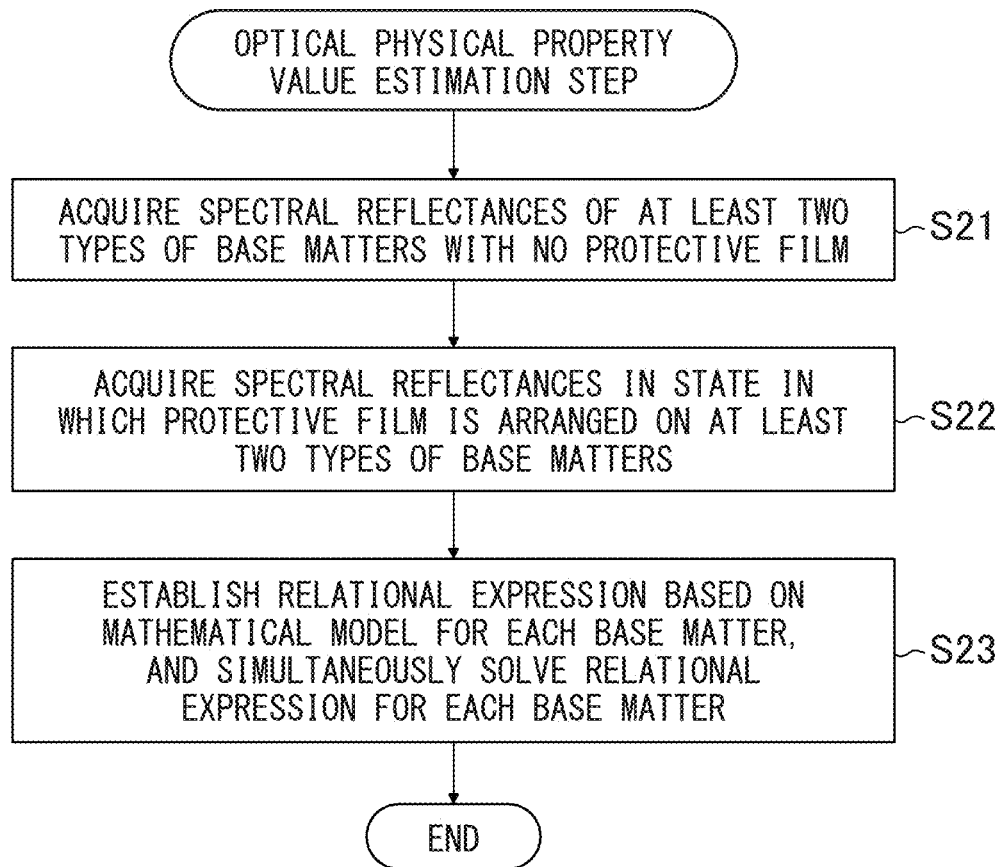 OPTICAL PHYSICAL PROPERTY
VALUE ESTIMATION STEP
ACQUIRE SPECTRAL REFLECTANCES OF AT LEAST TWO
TYPES OF BASE MATTERS WITH NO PROTECTIVE FILM
S21
ACQUIRE SPECTRAL REFLECTANCES IN STATE IN
WHICH PROTECTIVE FILM IS ARRANGED ON AT LEAST
TWO TYPES OF BASE MATTERS
S22
ESTABLISH RELATIONAL EXPRESSION BASED ON
MATHEMATICAL MODEL FOR EACH BASE MATTER,
AND SIMULTANEOUSLY SOLVE RELATIONAL
EXPRESSION FOR EACH BASE MATTER
S23
END